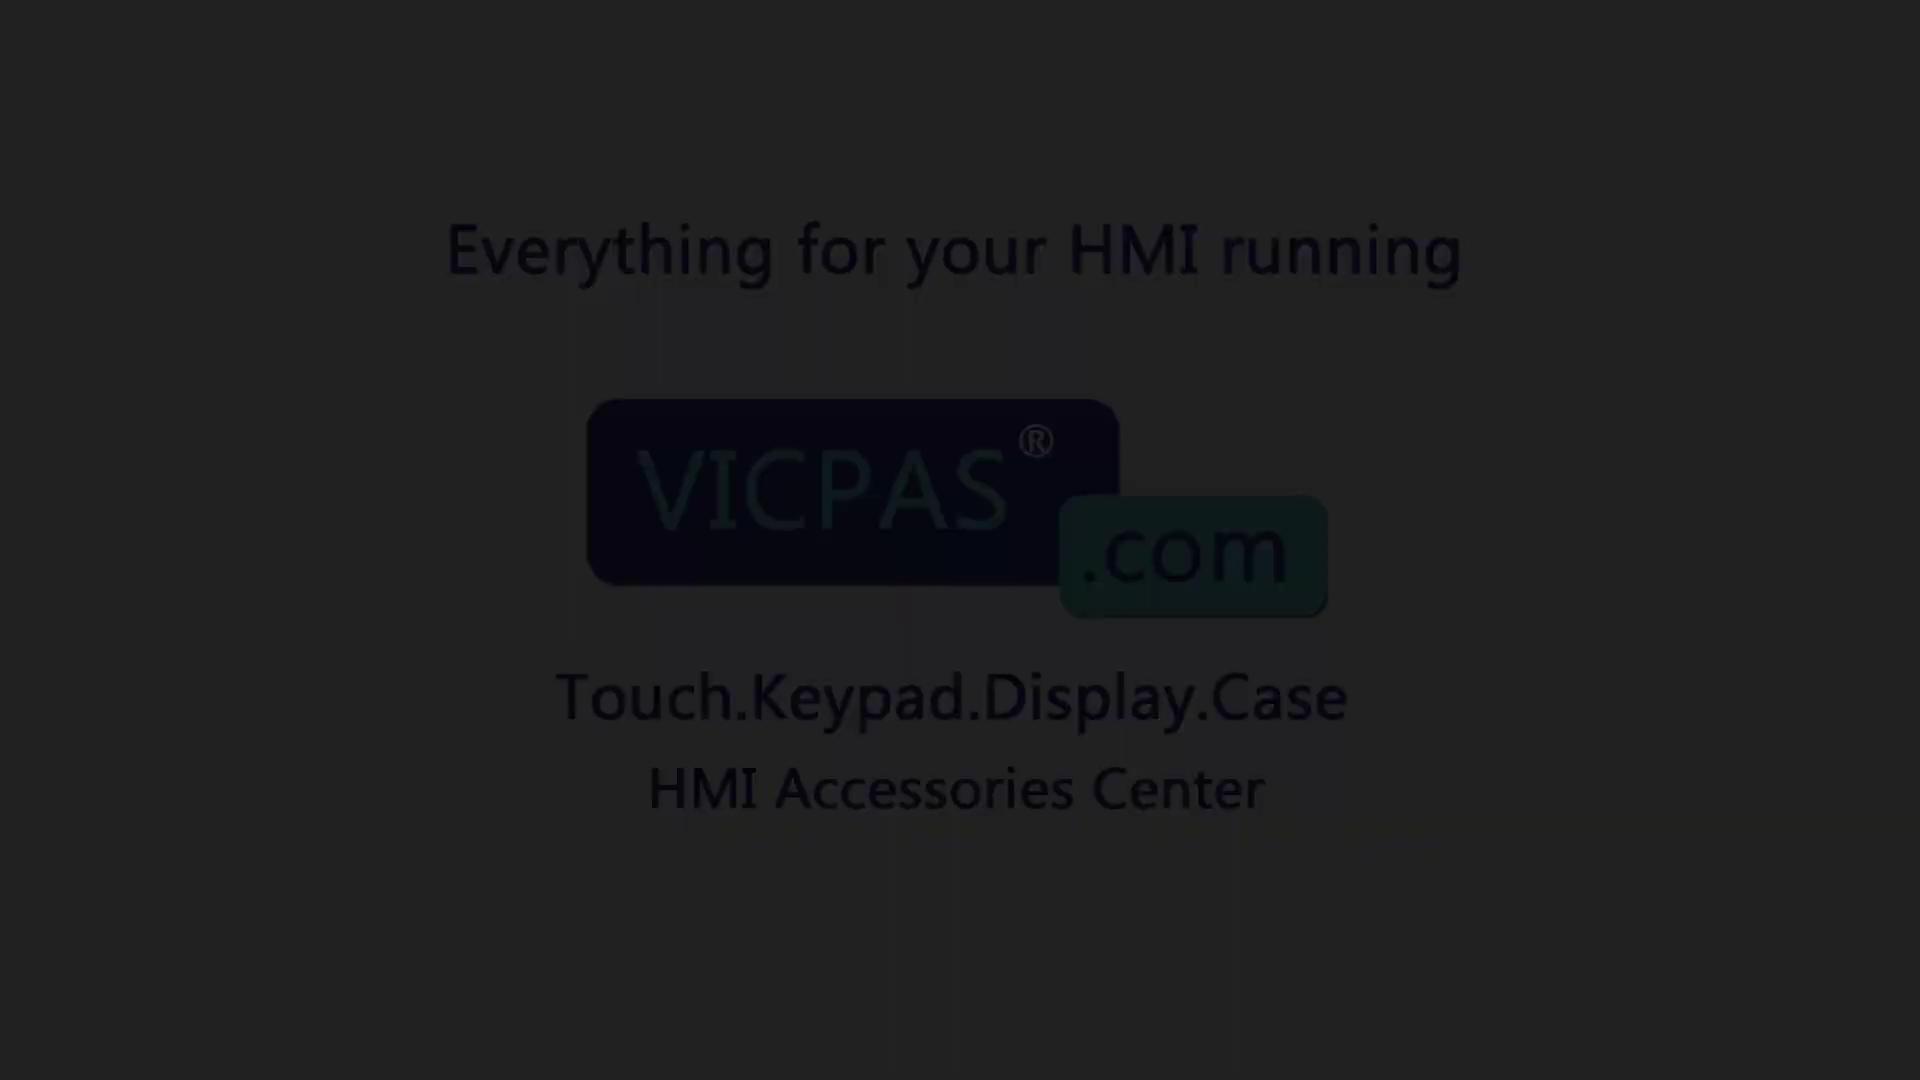 Everything for your HMI running
VICPAS®
.com
Touch.Keypad.Display.Case
HMI Accessories Center